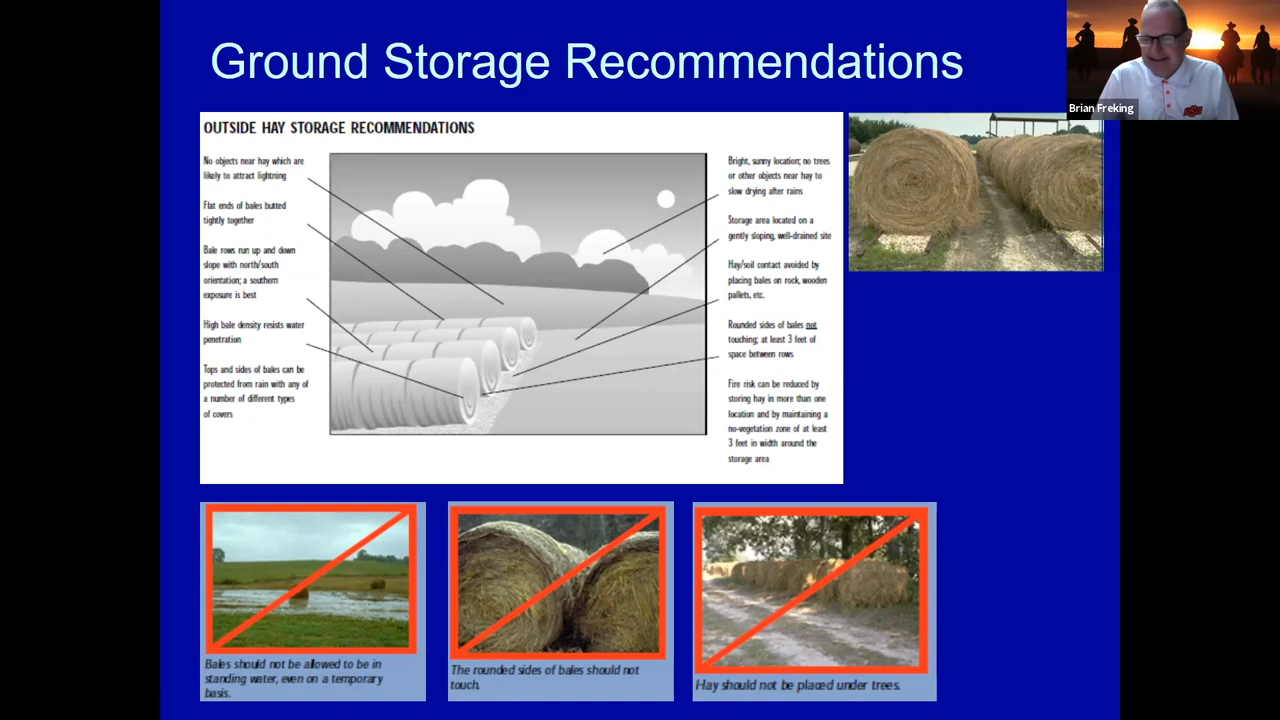 Ground Storage Recommendations
Brian Freking
OSU
OUTSIDE HAY STORAGE RECOMMENDATIONS
No objects near hay which are
likely to attract lightning
Flat ends of bales butted
tightly together
Bale rows run up and down
slope with north/south
orientation; a southern
exposure is best
High bale density resists water
penetration
Tops and sides of bales can be
protected from rain with any of
a number of different types
of covers
Bright, sunny location; no trees
or other objects near hay to
slow drying after rains
Storage area located on a
gently sloping, well-drained site
Hay/soil contact avoided by
placing bales on rock, wooden
pallets, etc.
Rounded sides of bales not
touching; at least 3 feet of
space between rows
Fire risk can be reduced by
storing hay in more than one
location and by maintaining a
no-vegetation zone of at least
3 feet in width around the
storage area
Bales should not be allowed to be in
standing water, even on a temporary
basis.
The rounded sides of bales should not
touch.
Hay should not be placed under trees.